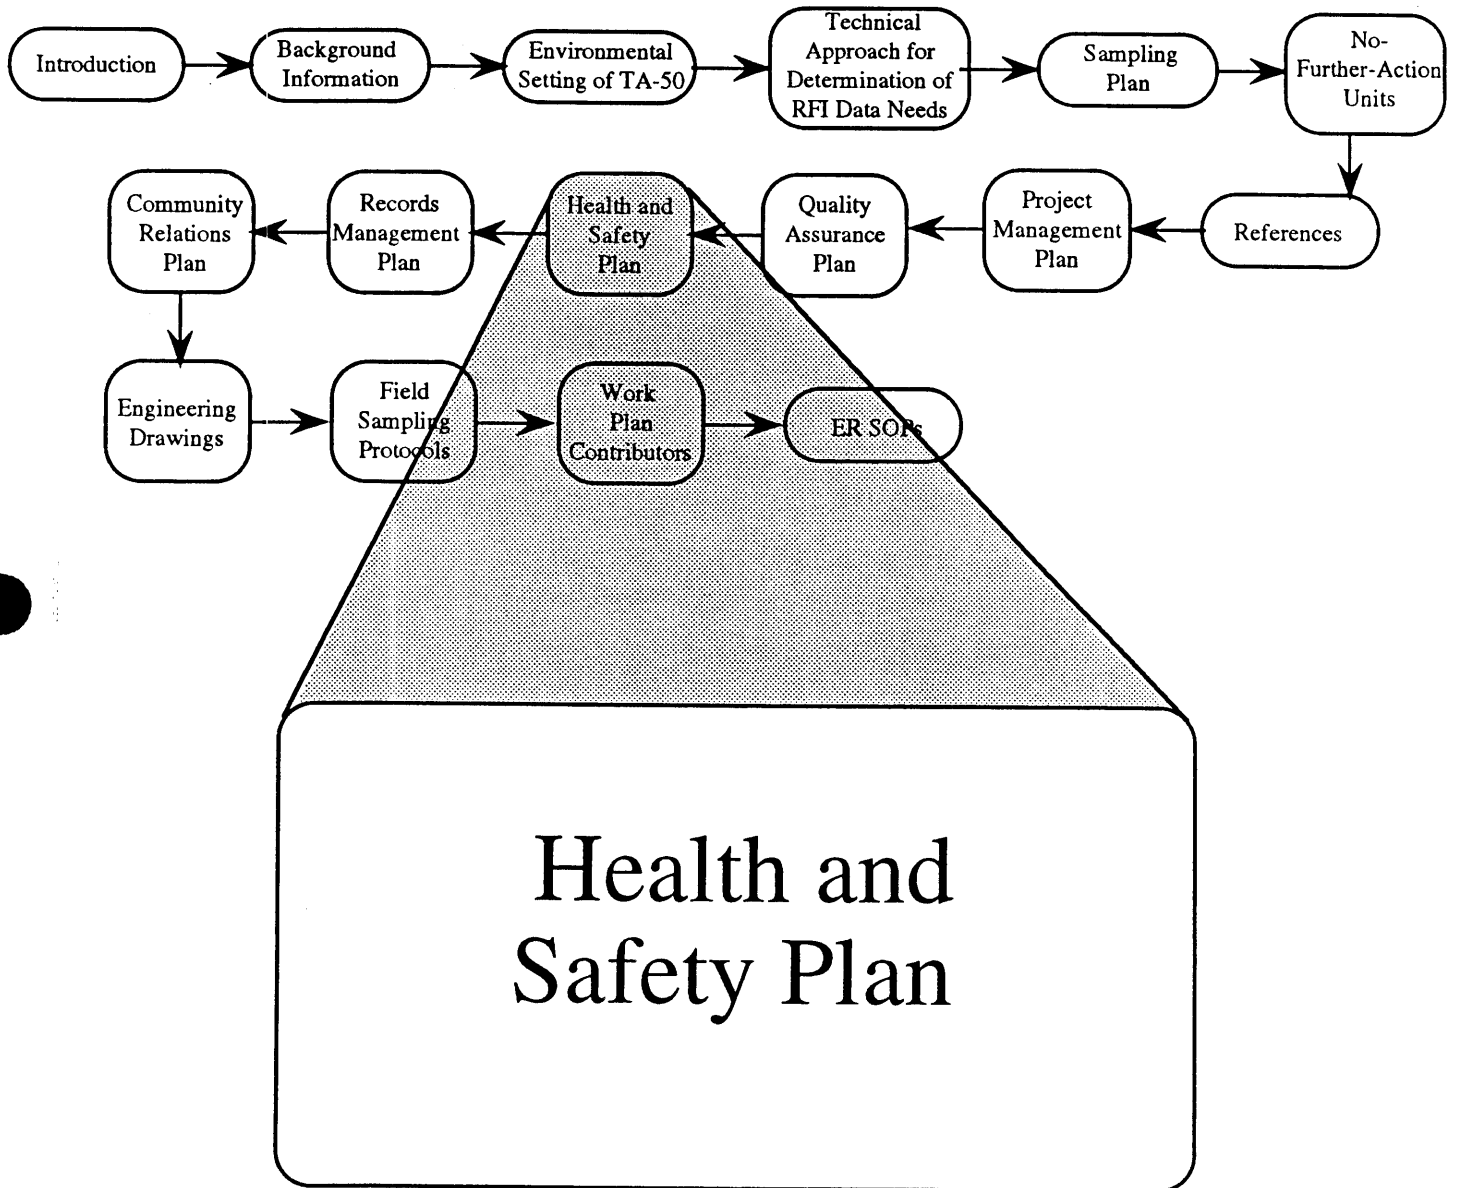 Introduction
Background
Information
Environmental
Setting of TA-50
Technical
Approach for
Determination of
RFI Data Needs
Sampling
Plan
No-
Further-Action
Units
Community
Relations
Plan
Records
Management
Plan
Health and
Safety
Plan
Quality
Assurance
Plan
Project
Management
Plan
References
Engineering
Drawings
Field
Sampling
Protocols
Work
Plan
Contributors
ER SOPs
Health and
Safety Plan